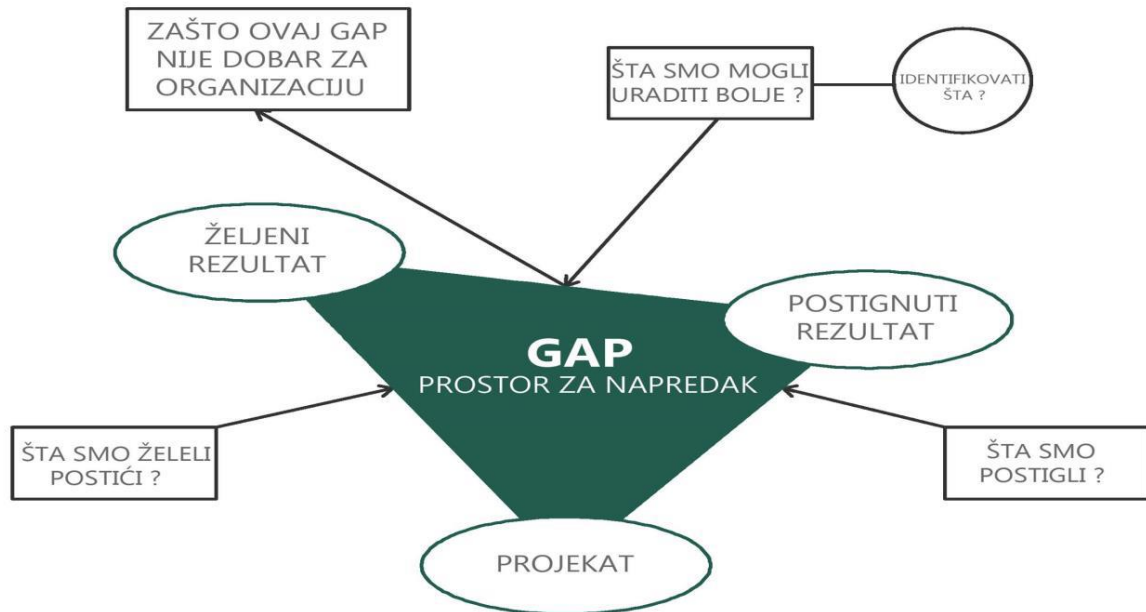 ZAŠTO OVAJ GAP
NIJE DOBAR ZA
ORGANIZACIJU
ŠTA SMO MOGLI
URADITI BOLJE ?
IDENTIFIKOVATI
ŠTA ?
ŽELJENI
REZULTAT
POSTIGNUTI
REZULTAT
GAP
PROSTOR ZA NAPREDAK
ŠTA SMO ŽELELI
POSTIĆI ?
ŠTA SMO
POSTIGLI ?
PROJEKAT